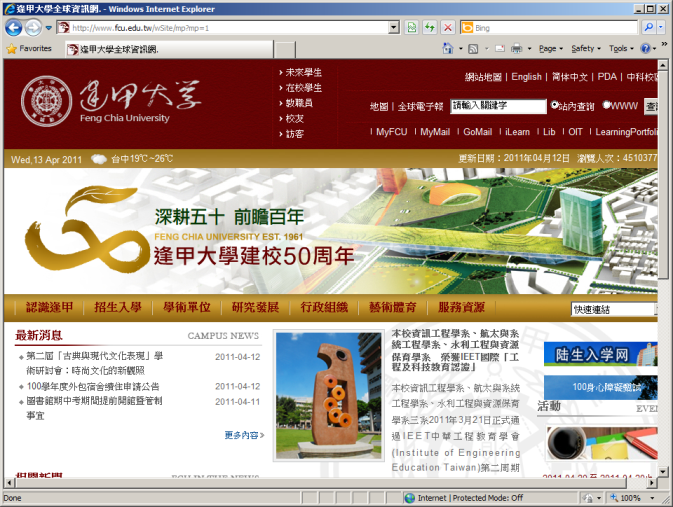 逢甲大學全球資訊網. - Windows Internet Explorer
http://www.fcu.edu.tw/wSite/mp?mp=1
Bing
Favorites
逢甲大學全球資訊網.
Page
Safety
Tools
逢甲大學
Feng Chia University
未來學生
在校學生
教職員
校友
訪客
網站地圖 | English | 简体中文 | PDA | 中科校
地圖 | 全球電子報
請輸入關鍵字
站內查詢
WWW
| MyFCU | MyMail | GoMail | iLearn | Lib | OIT | LearningPortfoli
Wed,13 Apr 2011
台中19℃~26℃
更新日期：2011年04月12日 瀏覽人次：4510377
深耕五十 前瞻百年
FENG CHIA UNIVERSITY EST. 1961
逢甲大學建校50周年
認識逢甲
招生入學
學術單位
研究發展
行政組織
藝術體育
服務資源
快速連結
最新消息
CAMPUS NEWS
第二屆「古典與現代文化表現」學
術研討會：時尚文化的新觀照
2011-04-12
100學年度外包宿舍續住申請公告
2011-04-12
圖書館期中考期間提前開館暨管制
事宜
2011-04-11
更多內容
本校資訊工程學系、航太與系
統工程學系、水利工程與資源
保育學系　榮獲IEET國際「工
程及科技教育認證」
本校資訊工程學系、航太與系統
工程學系、水利工程與資源保育
學系三系2011年3月21日正式通
過IEET中華工程教育學會
(Institute of Engineering
Education Taiwan)第二周期
陆生入学网
100身心障礙甄試
活動
EVE
Done
Internet | Protected Mode: Off
100%